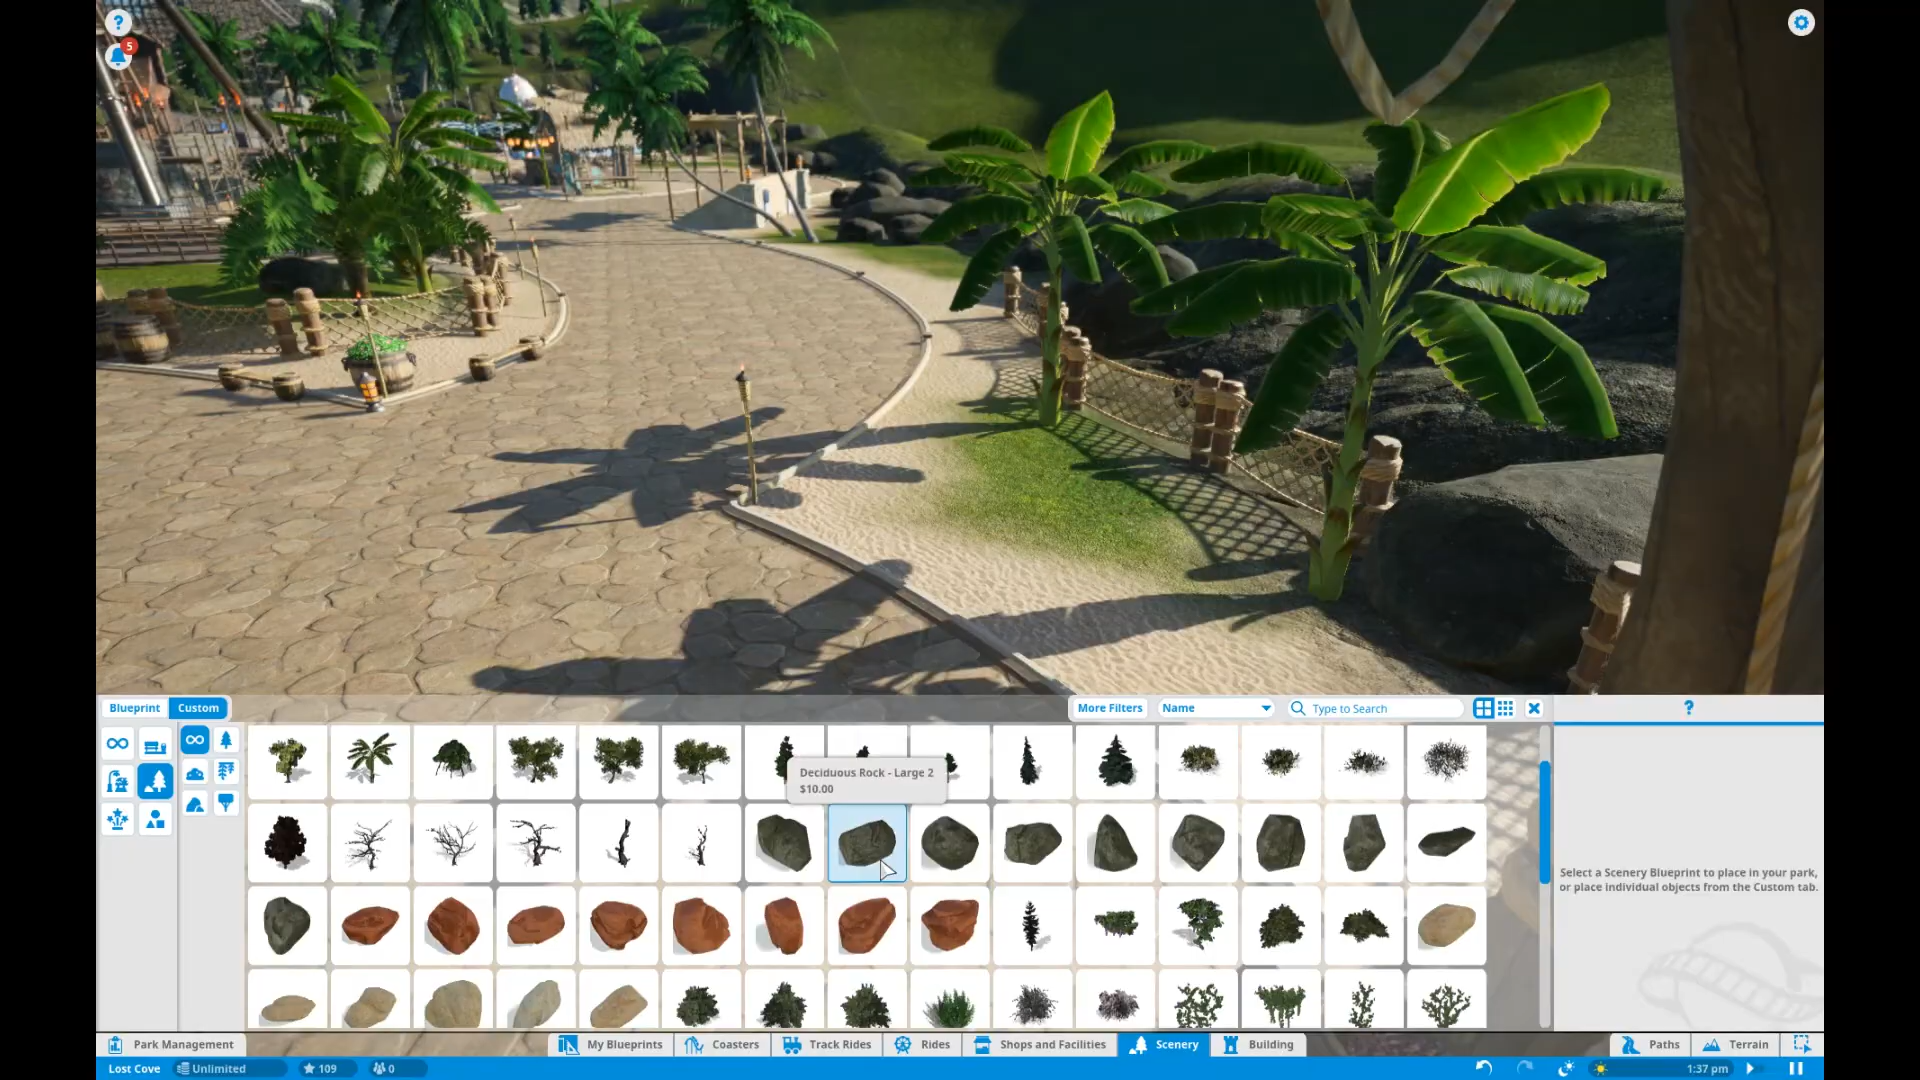 ?
5
Blueprint
Custom
More Filters
Name
Type to Search
?
Deciduous Rock - Large 2
$10.00
Select a Scenery Blueprint to place in your park,
or place individual objects from the Custom tab.
Park Management
My Blueprints
Coasters
Track Rides
Rides
Shops and Facilities
Scenery
Building
Paths
Terrain
Lost Cove
Unlimited
109
0
1:37 pm